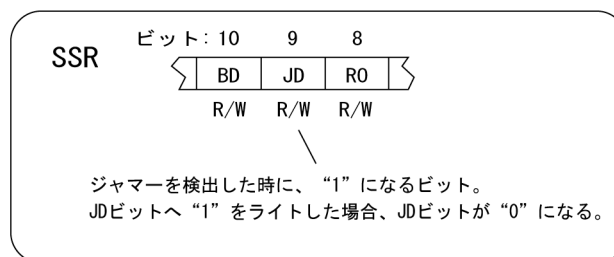 SSR
ビット: 10 9 8
BD JD RO
R/W R/W R/W
ジャマーを検出した時に、“1”になるビット。
JDビットへ“1”をライトした場合、JDビットが“0”になる。